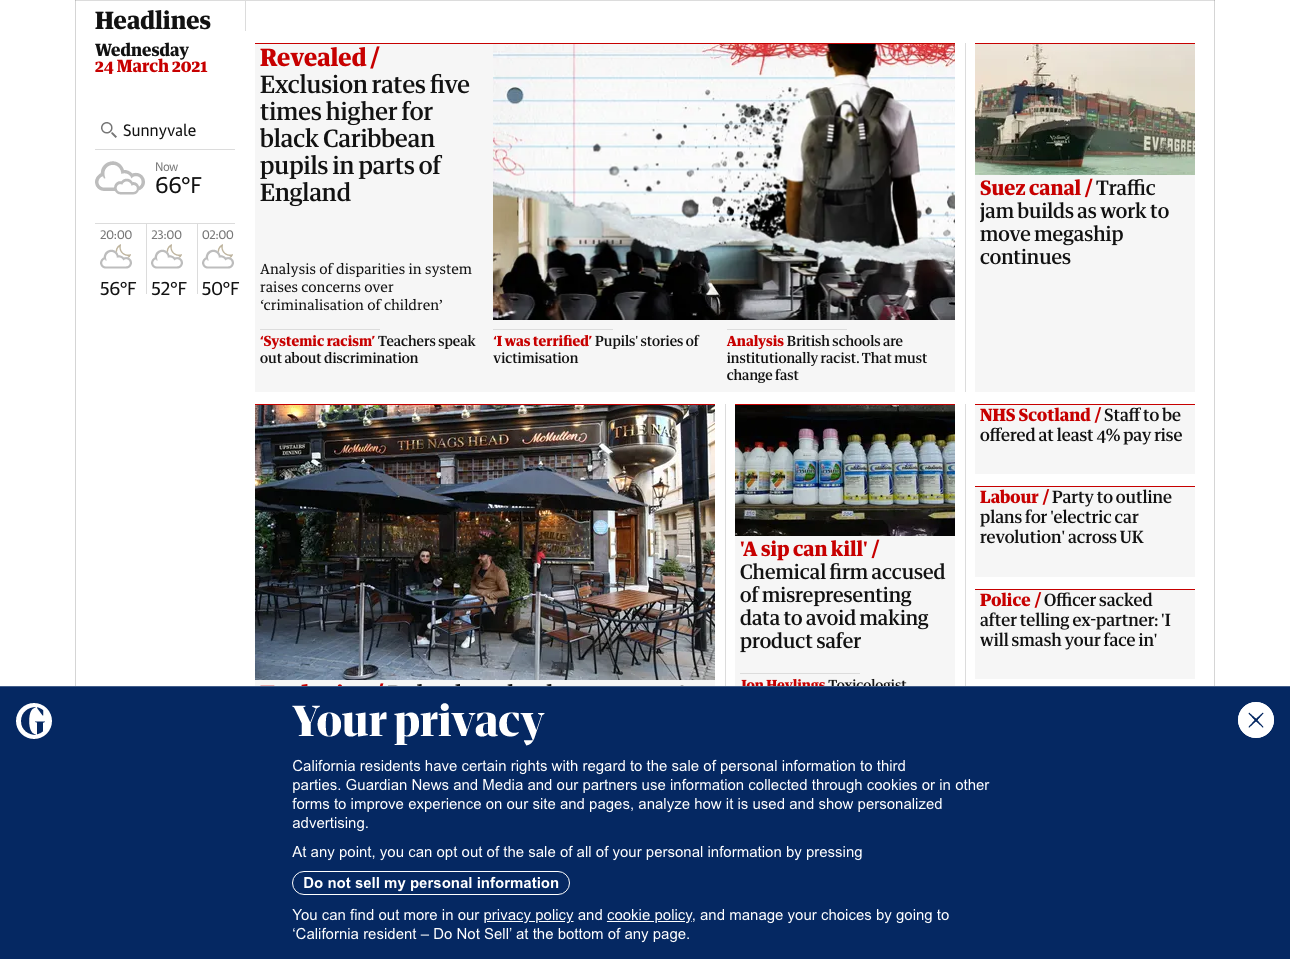 Headlines
Wednesday
24 March 2021
Sunnyvale
Now
66°F
20:00
23:00
02:00
56°F
52°F
50°F
Revealed /
Exclusion rates five
times higher for
black Caribbean
pupils in parts of
England
Analysis of disparities in system
raises concerns over
‘criminalisation of children’
‘Systemic racism’ Teachers speak
out about discrimination
‘I was terrified’ Pupils' stories of
victimisation
Analysis British schools are
institutionally racist. That must
change fast
EVERGREE
Suez canal / Traffic
jam builds as work to
move megaship
continues
UPSTAIRS
DINING
McMullen
THE NAGS HEAD
McMullen
THE NAG
'A sip can kill' /
Chemical firm accused
of misrepresenting
data to avoid making
product safer
Jon Heylings Toxicologist
NHS Scotland / Staff to be
offered at least 4% pay rise
Labour / Party to outline
plans for 'electric car
revolution' across UK
Police / Officer sacked
after telling ex-partner: 'I
will smash your face in'
Your privacy
California residents have certain rights with regard to the sale of personal information to third
parties. Guardian News and Media and our partners use information collected through cookies or in other
forms to improve experience on our site and pages, analyze how it is used and show personalized
advertising.
At any point, you can opt out of the sale of all of your personal information by pressing
Do not sell my personal information
You can find out more in our privacy policy and cookie policy, and manage your choices by going to
‘California resident – Do Not Sell’ at the bottom of any page.